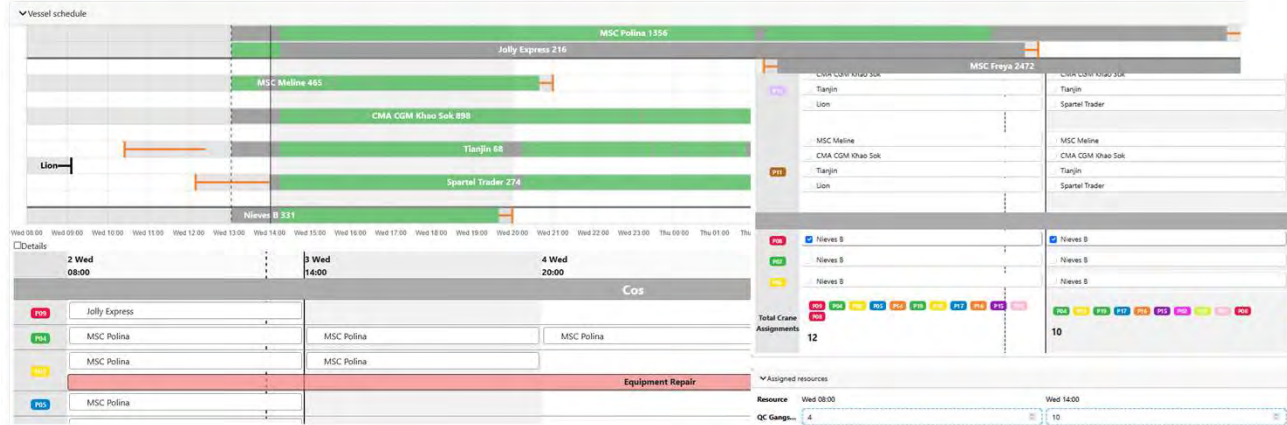 Vessel schedule
MSC Polina 1356
Jolly Express 216
MSC Freya 2472
MSC Meline 465
CMA CGM Khao Sok 898
Tianjin 68
Lion
Spartel Trader 274
Nieves B 331
Wed 08:00 Wed 09:00 Wed 10:00 Wed 11:00 Wed 12:00 Wed 13:00 Wed 14:00 Wed 15:00 Wed 16:00 Wed 17:00 Wed 18:00 Wed 19:00 Wed 20:00 Wed 21:00 Wed 22:00 Wed 23:00 Thu 00:00 Thu 01:00 Thu
Details
2 Wed 3 Wed 4 Wed
08:00 14:00 20:00
Cos
P09 Jolly Express
P04 MSC Polina MSC Polina MSC Polina
MSC Polina MSC Polina
Equipment Repair
P05 MSC Polina
CMA CGM Khao Sok CMA CGM Khao Sok
Tianjin Tianjin
Lion Spartel Trader
MSC Meline MSC Meline
CMA CGM Khao Sok CMA CGM Khao Sok
P11 Tianjin Tianjin
Lion Spartel Trader
P08 Nieves B Nieves B
P07 Nieves B Nieves B
Nieves B Nieves B
P09 P04 P05 P14 P19 P17 P16 P15 P04 P19 P17 P16 P15 P08
Total Crane P08
Assignments
12 10
Assigned resources
Resource Wed 08:00 Wed 14:00
QC Gangs... 4 10